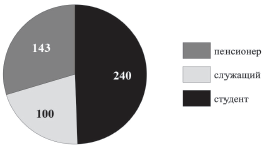 143
240
100
пенсионер
служащий
студент